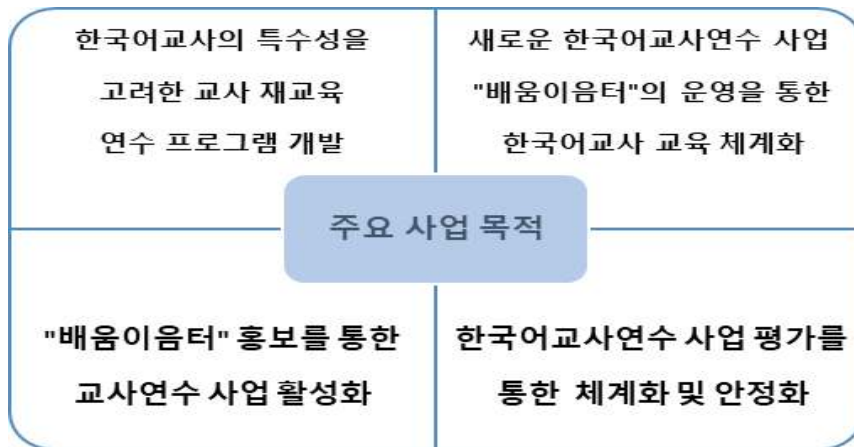 한국어교사의 특수성을
고려한 교사 재교육
연수 프로그램 개발
새로운 한국어교사연수 사업
"배움이음터"의 운영을 통한
한국어교사 교육 체계화
주요 사업 목적
"배움이음터" 홍보를 통한
교사연수 사업 활성화
한국어교사연수 사업 평가를
통한 체계화 및 안정화